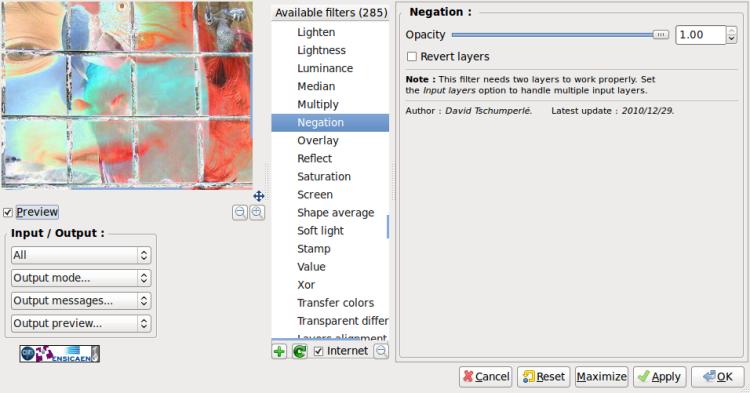 Preview
Input / Output :
All
Output mode...
Output messages...
Output preview...
ENSICAEN
Available filters (285)
Lighten
Lightness
Luminance
Median
Multiply
Negation
Overlay
Reflect
Saturation
Screen
Shape average
Soft light
Stamp
Value
Xor
Transfer colors
Transparent differ
Layers alignment
Internet
Negation :
Opacity 1.00
Revert layers
Note : This filter needs two layers to work properly. Set
the Input layers option to handle multiple input layers.
Author : David Tschumperlé. Latest update : 2010/12/29.
Cancel Reset Maximize Apply OK